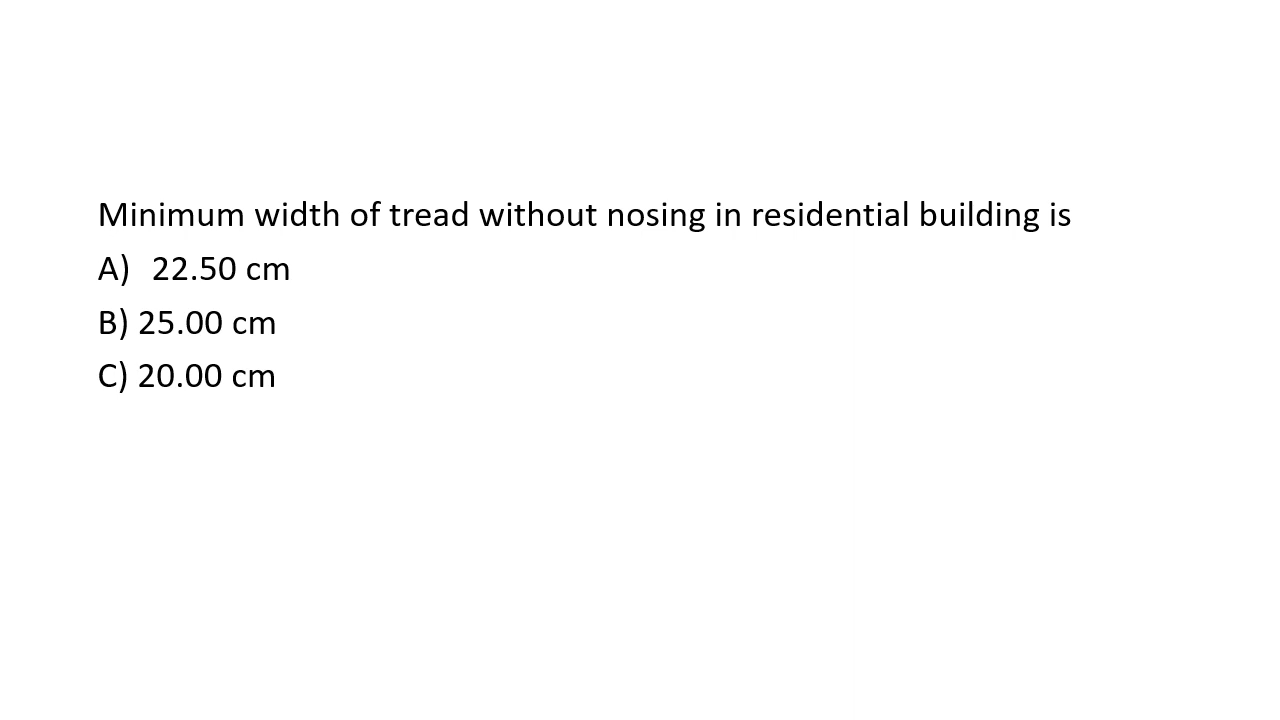 Minimum width of tread without nosing in residential building is
A) 22.50 cm
B) 25.00 cm
C) 20.00 cm